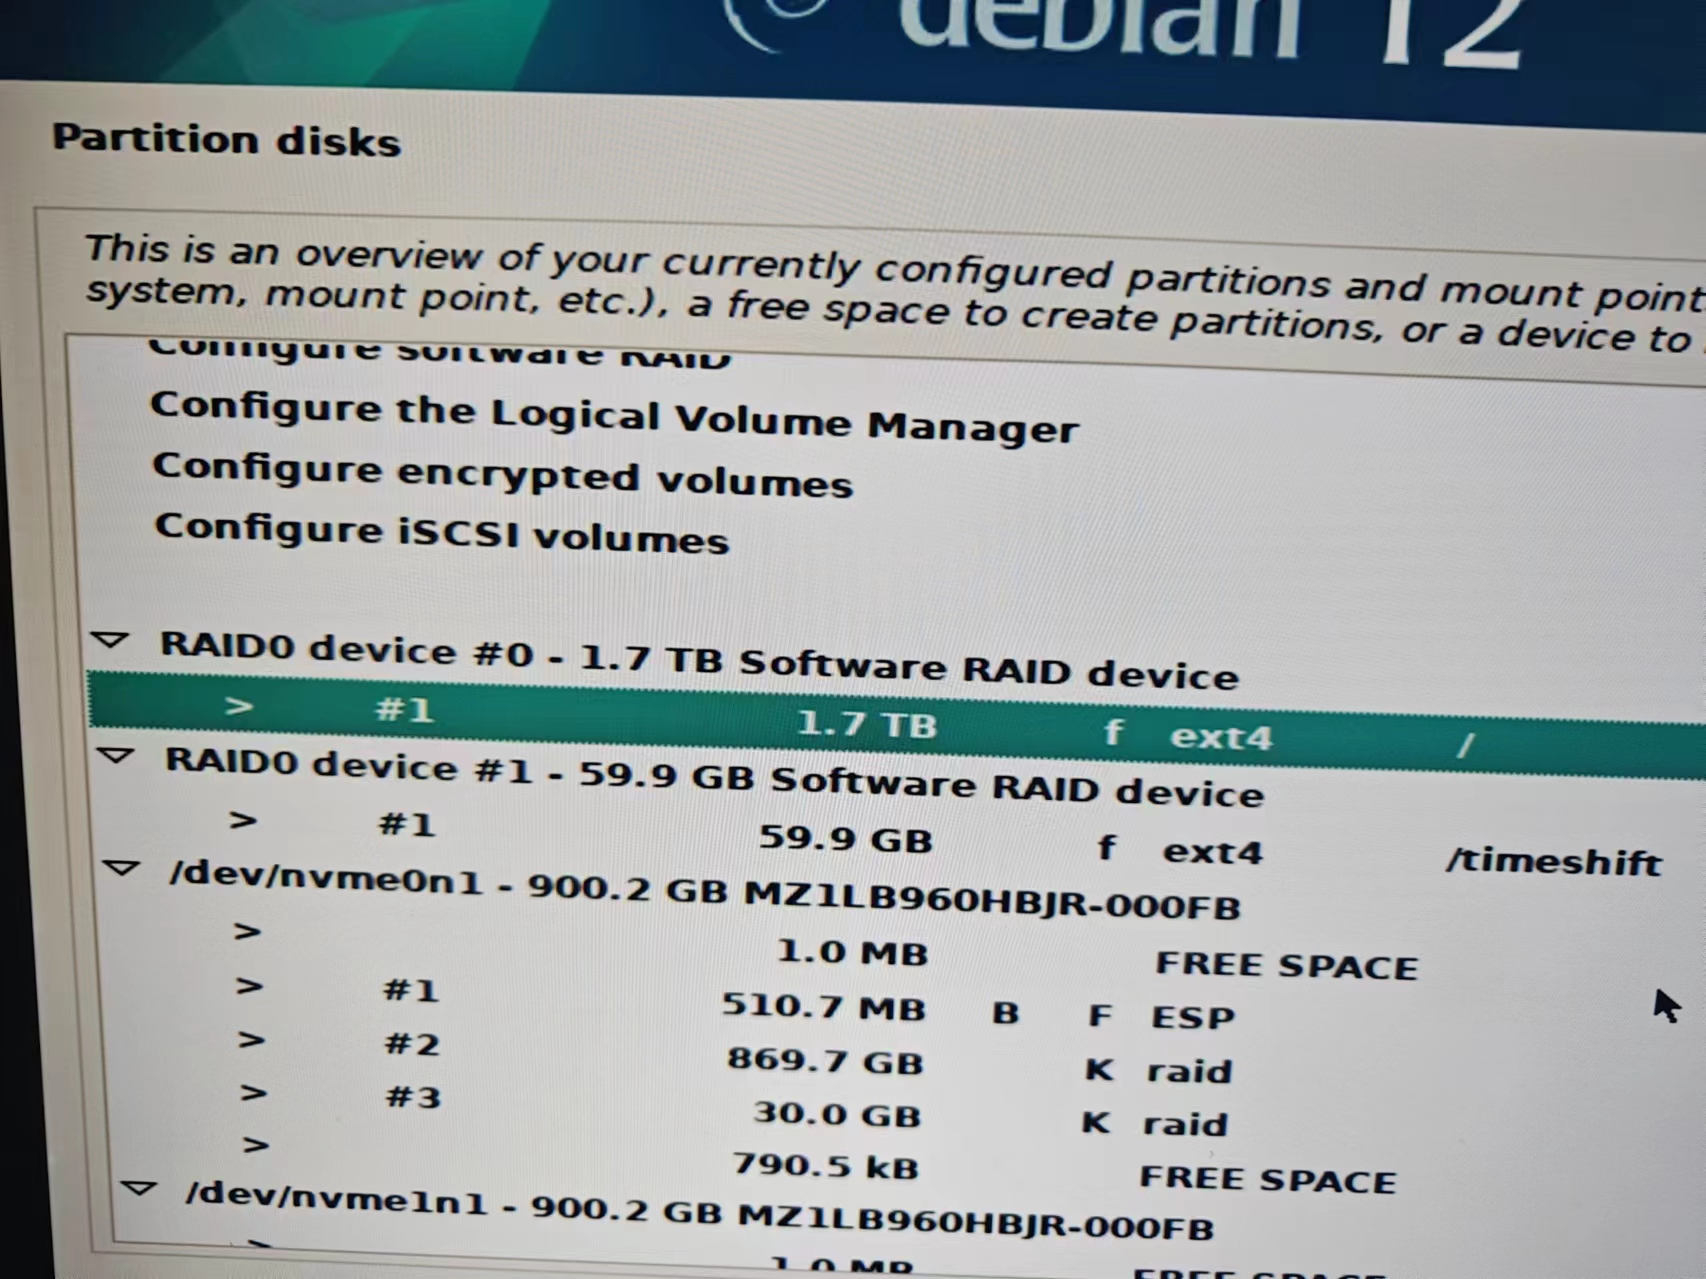 debian 12
Partition disks
This is an overview of your currently configured partitions and mount point
system, mount point, etc.), a free space to create partitions, or a device to
Configure software RAID
Configure the Logical Volume Manager
Configure encrypted volumes
Configure iSCSI volumes
RAID0 device #0 - 1.7 TB Software RAID device
> #1 1.7 TB f ext4 /
RAID0 device #1 - 59.9 GB Software RAID device
> #1 59.9 GB f ext4 /timeshift
/dev/nvme0n1 - 900.2 GB MZ1LB960HBJR-000FB
> 1.0 MB FREE SPACE
> #1 510.7 MB B F ESP
> #2 869.7 GB K raid
> #3 30.0 GB K raid
> 790.5 kB FREE SPACE
/dev/nvme1n1 - 900.2 GB MZ1LB960HBJR-000FB
> 1.0 MB FREE SPACE